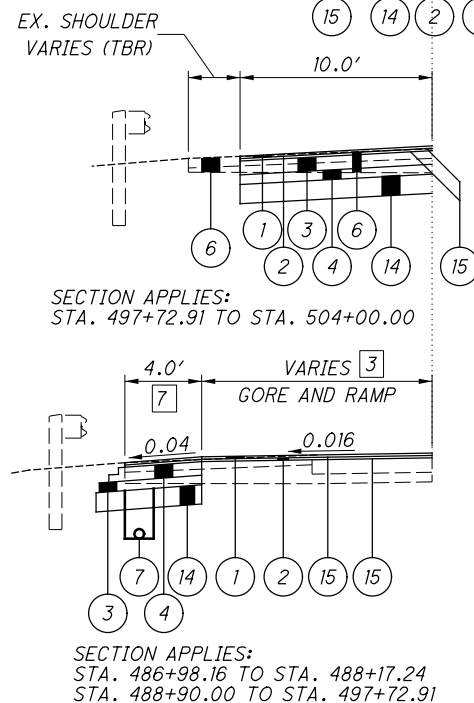 15 14 2
EX. SHOULDER
VARIES (TBR)
10.0'
6 1 2 3 4 6 14 15
SECTION APPLIES:
STA. 497+72.91 TO STA. 504+00.00
4.0'
7
VARIES 3
GORE AND RAMP
0.04
0.016
3 7 4 14 1 2 15 15
SECTION APPLIES:
STA. 486+98.16 TO STA. 488+17.24
STA. 488+90.00 TO STA. 497+72.91